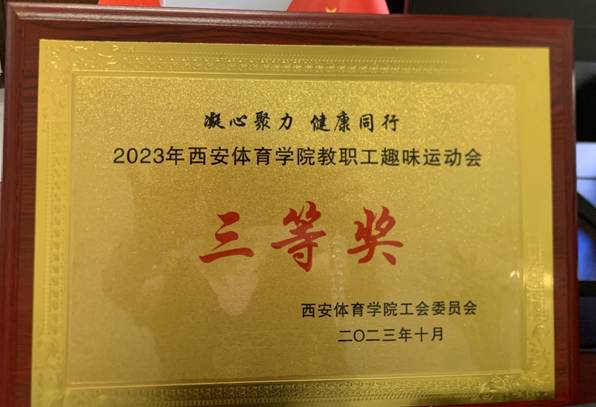 凝心聚力 健康同行
2023年西安体育学院教职工趣味运动会
三等奖
西安体育学院工会委员会
二〇二三年十月